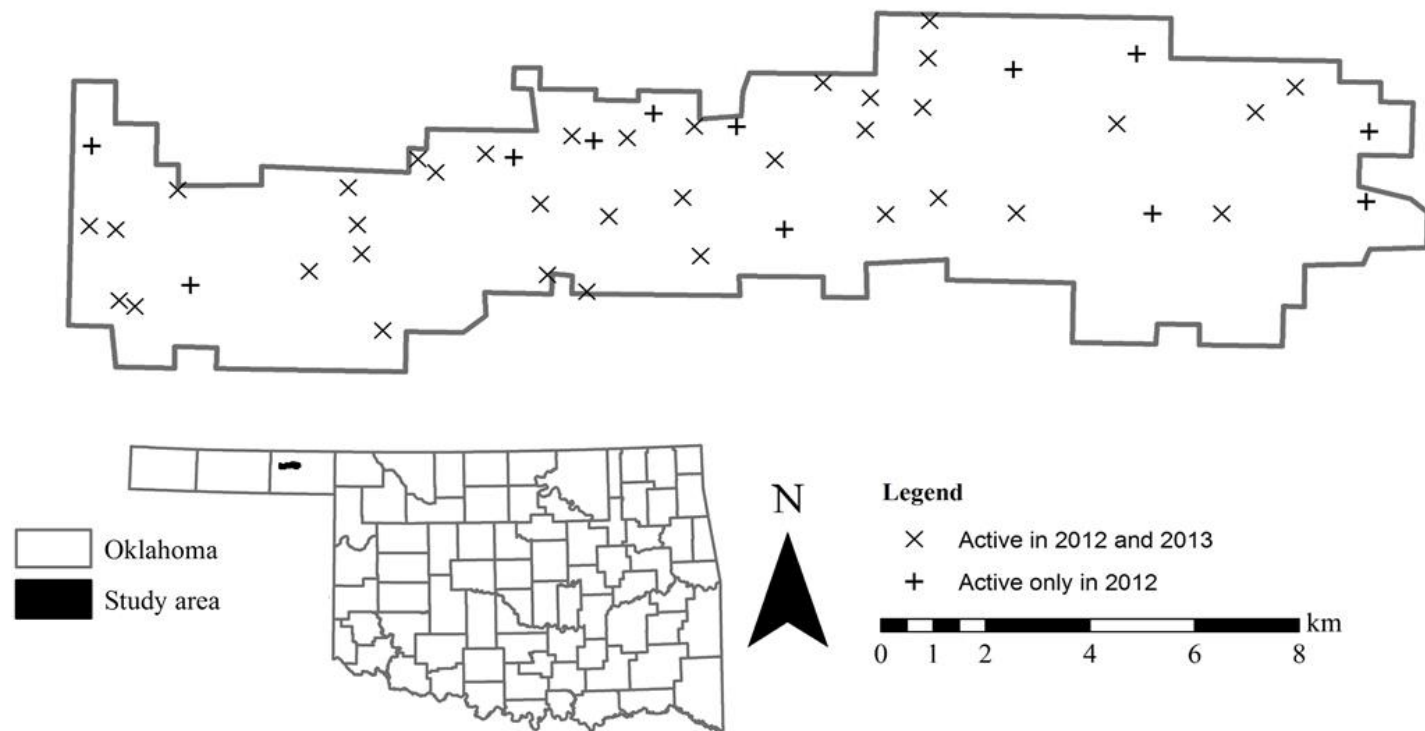 Oklahoma
Study area
N
Legend
Active in 2012 and 2013
Active only in 2012
km
0 1 2 4 6 8